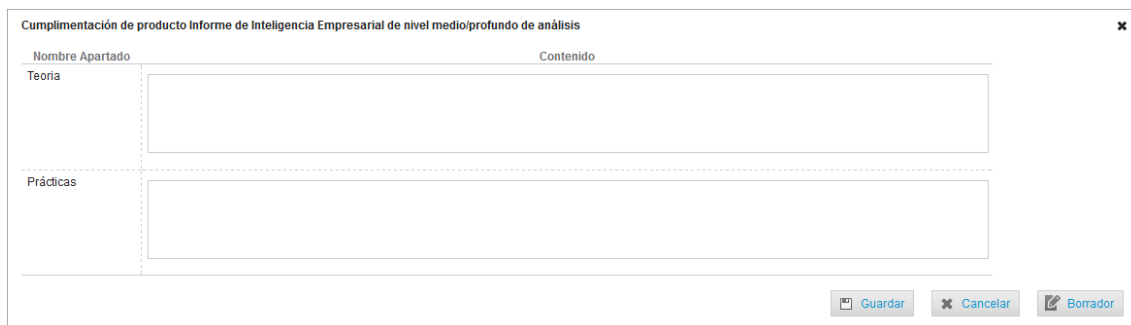 Cumplimentación de producto Informe de Inteligencia Empresarial de nivel medio/profundo de análisis
Nombre Apartado Contenido
Teoria
Prácticas
Guardar Cancelar Borrador